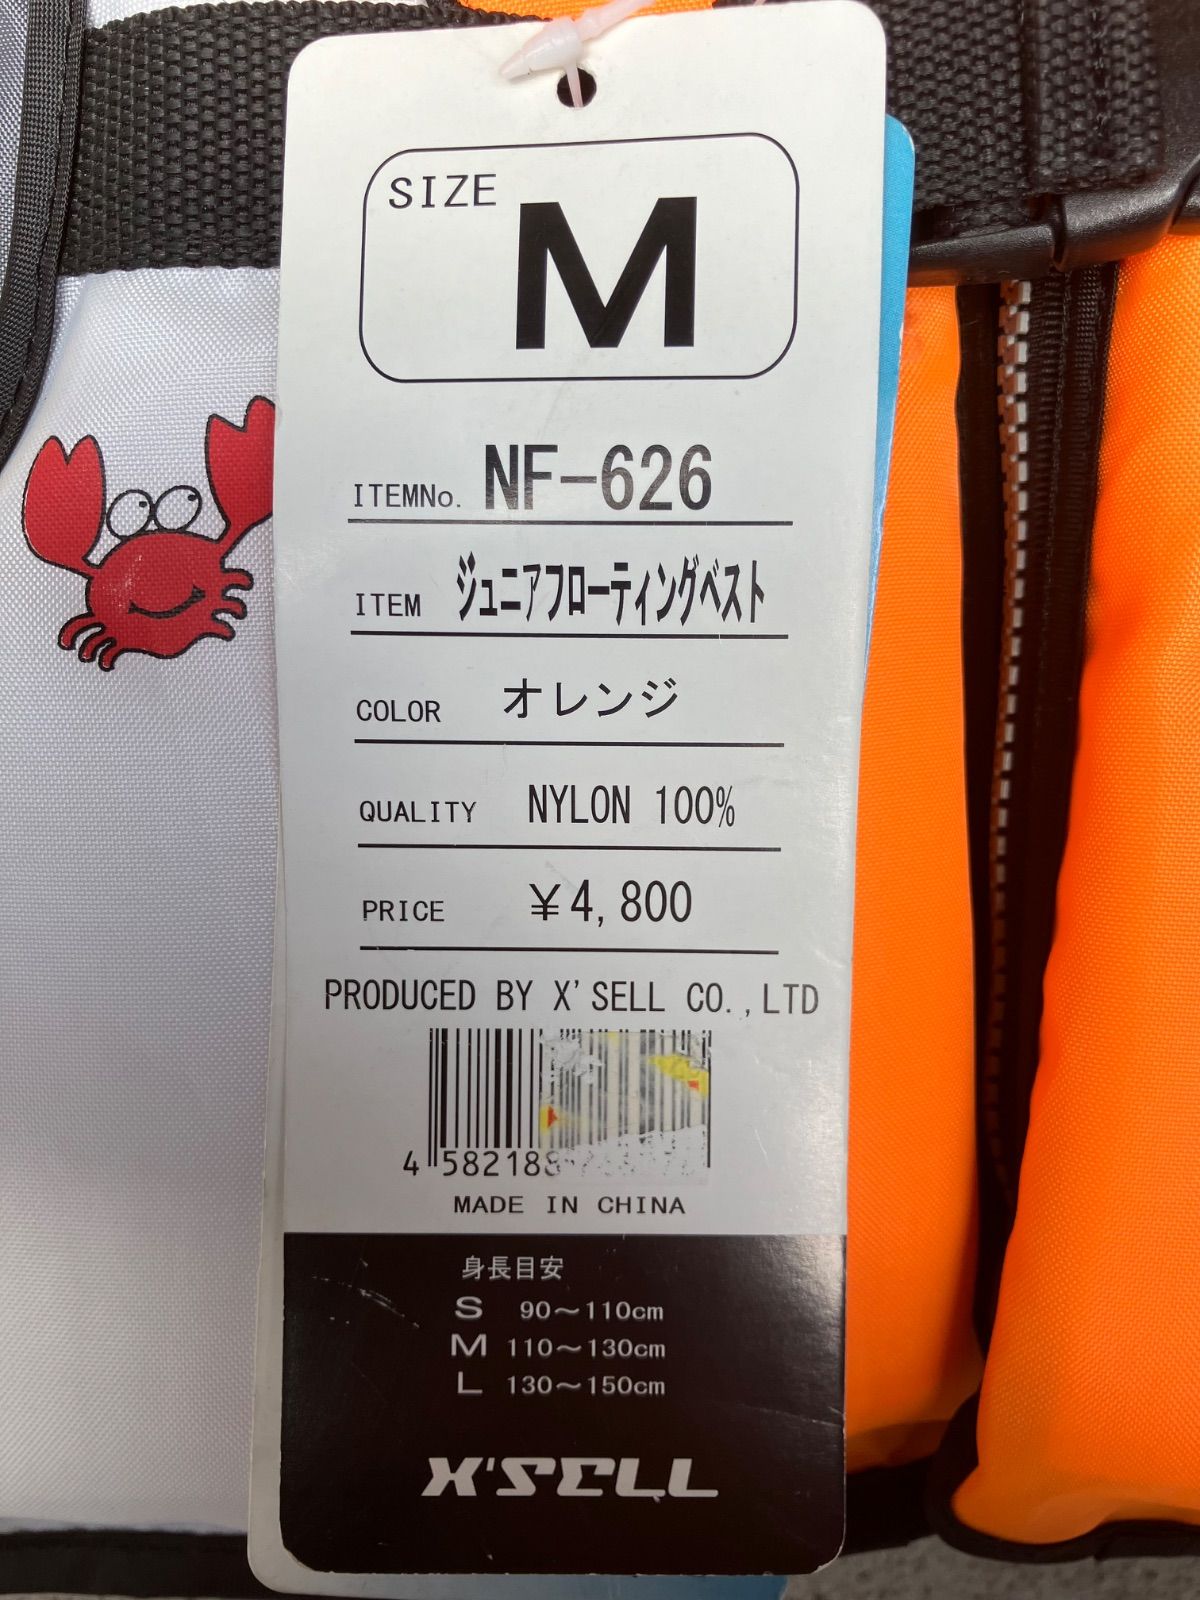 SIZE M
ITEMNo. NF-626
ITEM ジュニアフローティングベスト
COLOR オレンジ
QUALITY NYLON 100%
PRICE ¥4,800
PRODUCED BY X'SELL CO.,LTD
4 582188
MADE IN CHINA
身長目安
S 90～110cm
M 110～130cm
L 130～150cm
X'SELL